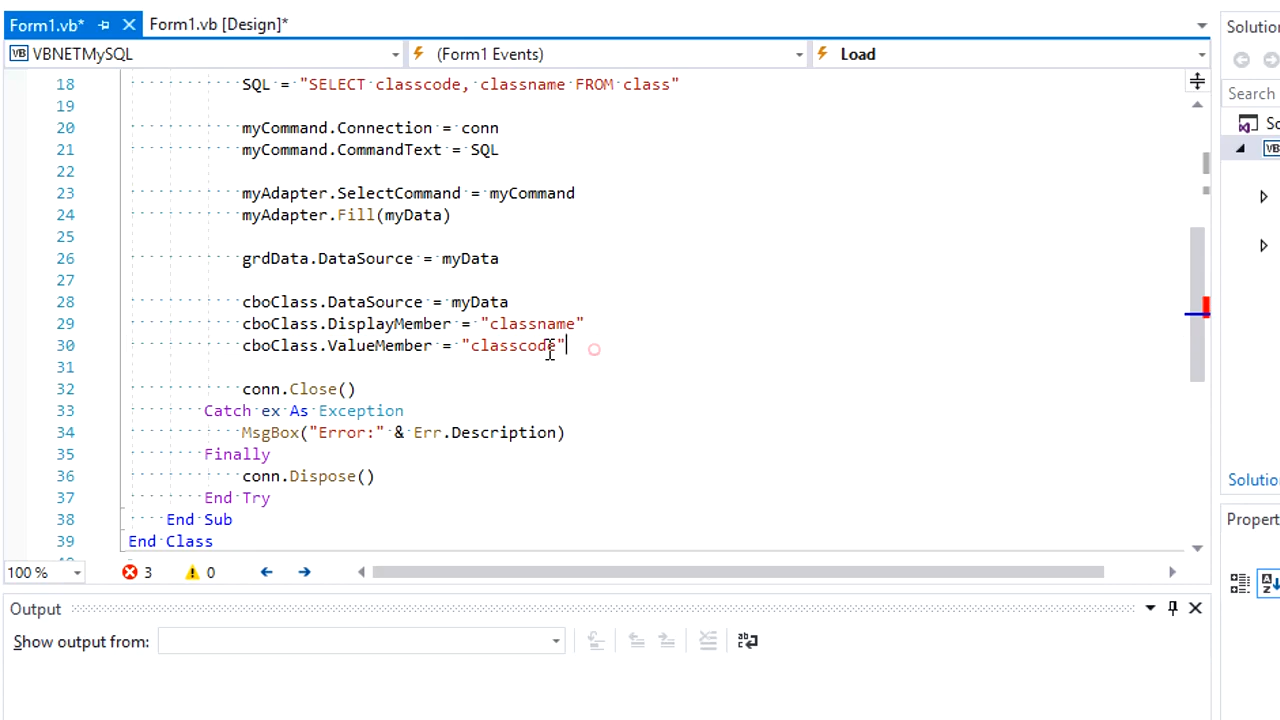 Form1.vb* Form1.vb [Design]* Solutio
VBNETMySQL (Form1 Events) Load
18 SQL = "SELECT classcode, classname FROM class"
19
20 myCommand.Connection = conn
21 myCommand.CommandText = SQL
22
23 myAdapter.SelectCommand = myCommand
24 myAdapter.Fill(myData)
25
26 grdData.DataSource = myData
27
28 cboClass.DataSource = myData
29 cboClass.DisplayMember = "classname"
30 cboClass.ValueMember = "classcode"
31
32 conn.Close()
33 Catch ex As Exception
34 MsgBox("Error:" & Err.Description)
35 Finally
36 conn.Dispose()
37 End Try
38 End Sub
39 End Class
100 % 3 0
Output
Show output from:
Search
So
VB
Solutio
Propert